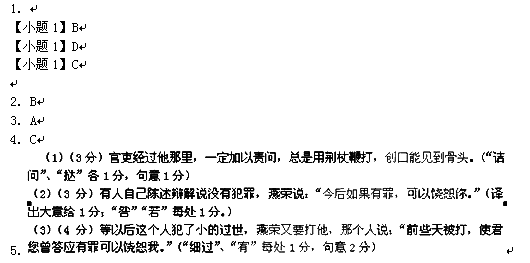 1. ↵
【小题1】B↵
【小题1】D↵
【小题1】C↵
↵
2. B↵
3. A↵
4. C↵
(1)(3分)官吏经过他那里，一定加以责问，总是用荆杖鞭打，创口能见到骨头。(“诘
问”、“挞”各1分，句意1分)
(2)(3分)有人自己陈述辩解说没有犯罪，燕荣说：“今后如果有罪，可以饶恕你。”(译
出大意给1分；“咎”“若”每处1分。)
(3)(4分)等以后这个人犯了小的过世，燕荣又要打他，那个人说：“前些天被打，使君
5. 您曾答应有罪可以饶恕我。”(“细过”、“有”每处1分，句意2分)